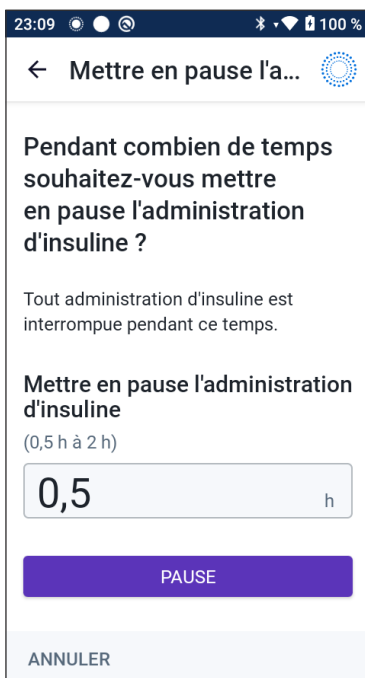 23:09 100 %
Mettre en pause l'a...
Pendant combien de temps
souhaitez-vous mettre
en pause l'administration
d'insuline ?
Tout administration d'insuline est
interrompue pendant ce temps.
Mettre en pause l'administration
d'insuline
(0,5 h à 2 h)
0,5 h
PAUSE
ANNULER